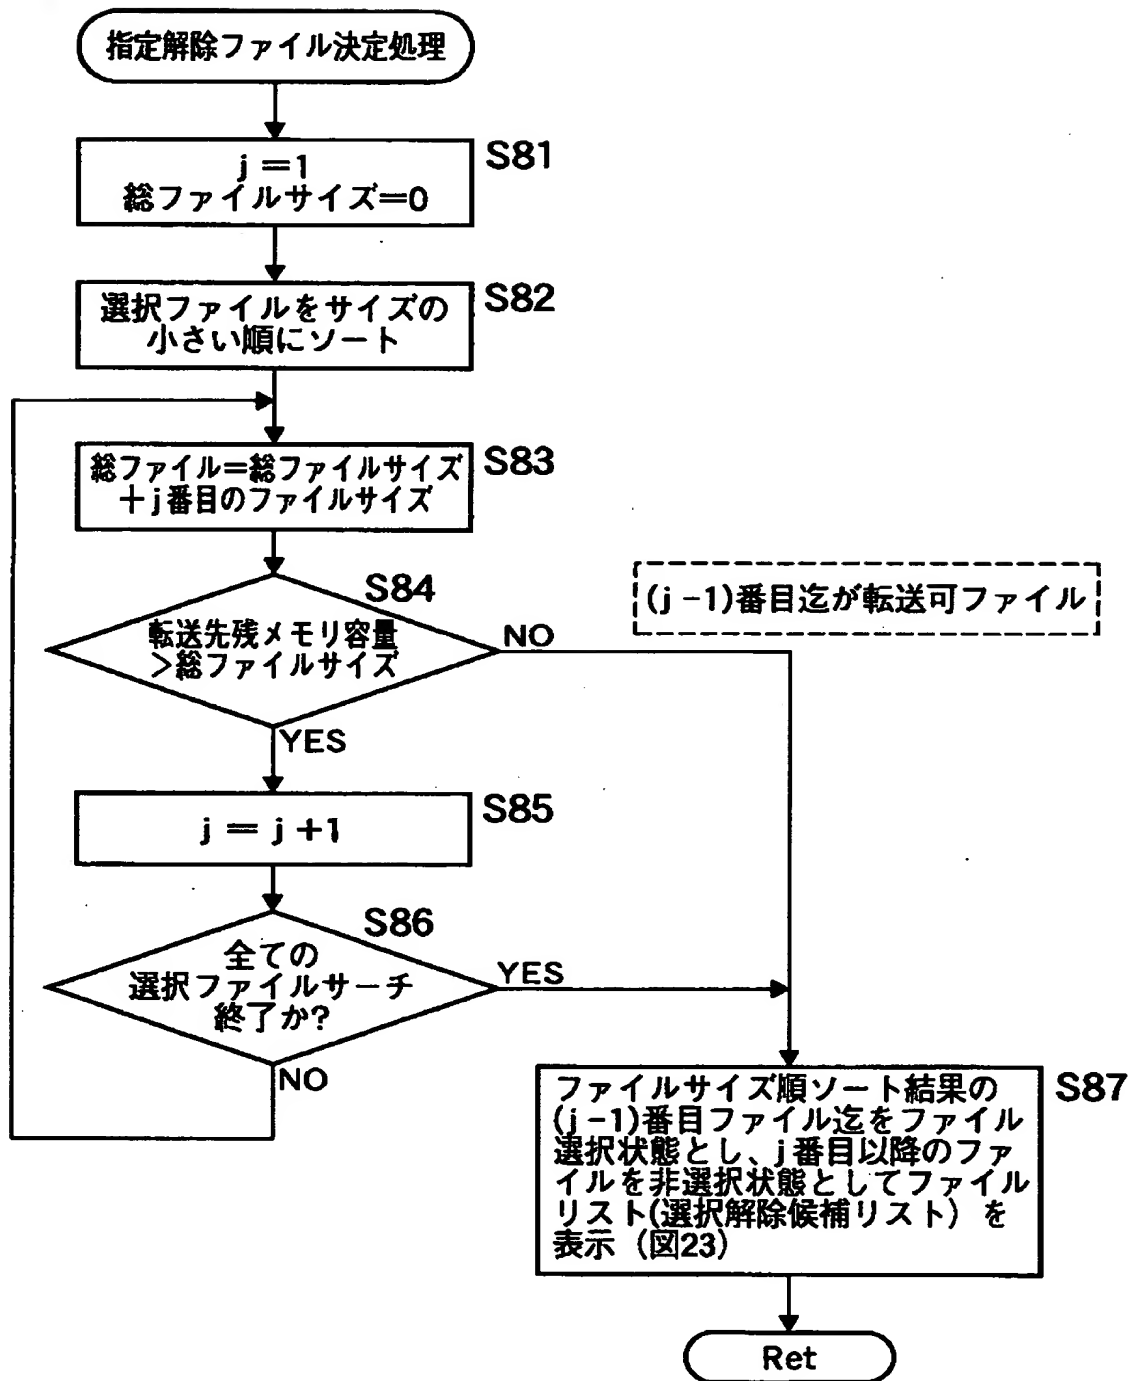 指定解除ファイル決定処理
S81
j=1
総ファイルサイズ=0
S82
選択ファイルをサイズの
小さい順にソート
S83
総ファイル=総ファイルサイズ
+j番目のファイルサイズ
S84
転送先残メモリ容量
>総ファイルサイズ
NO
(j-1)番目迄が転送可ファイル
YES
S85
j=j+1
S86
全ての
選択ファイルサーチ
終了か?
YES
NO
S87
ファイルサイズ順ソート結果の
(j-1)番目ファイル迄をファイル
選択状態とし、j番目以降のファ
イルを非選択状態としてファイル
リスト(選択解除候補リスト)を
表示(図23)
Ret